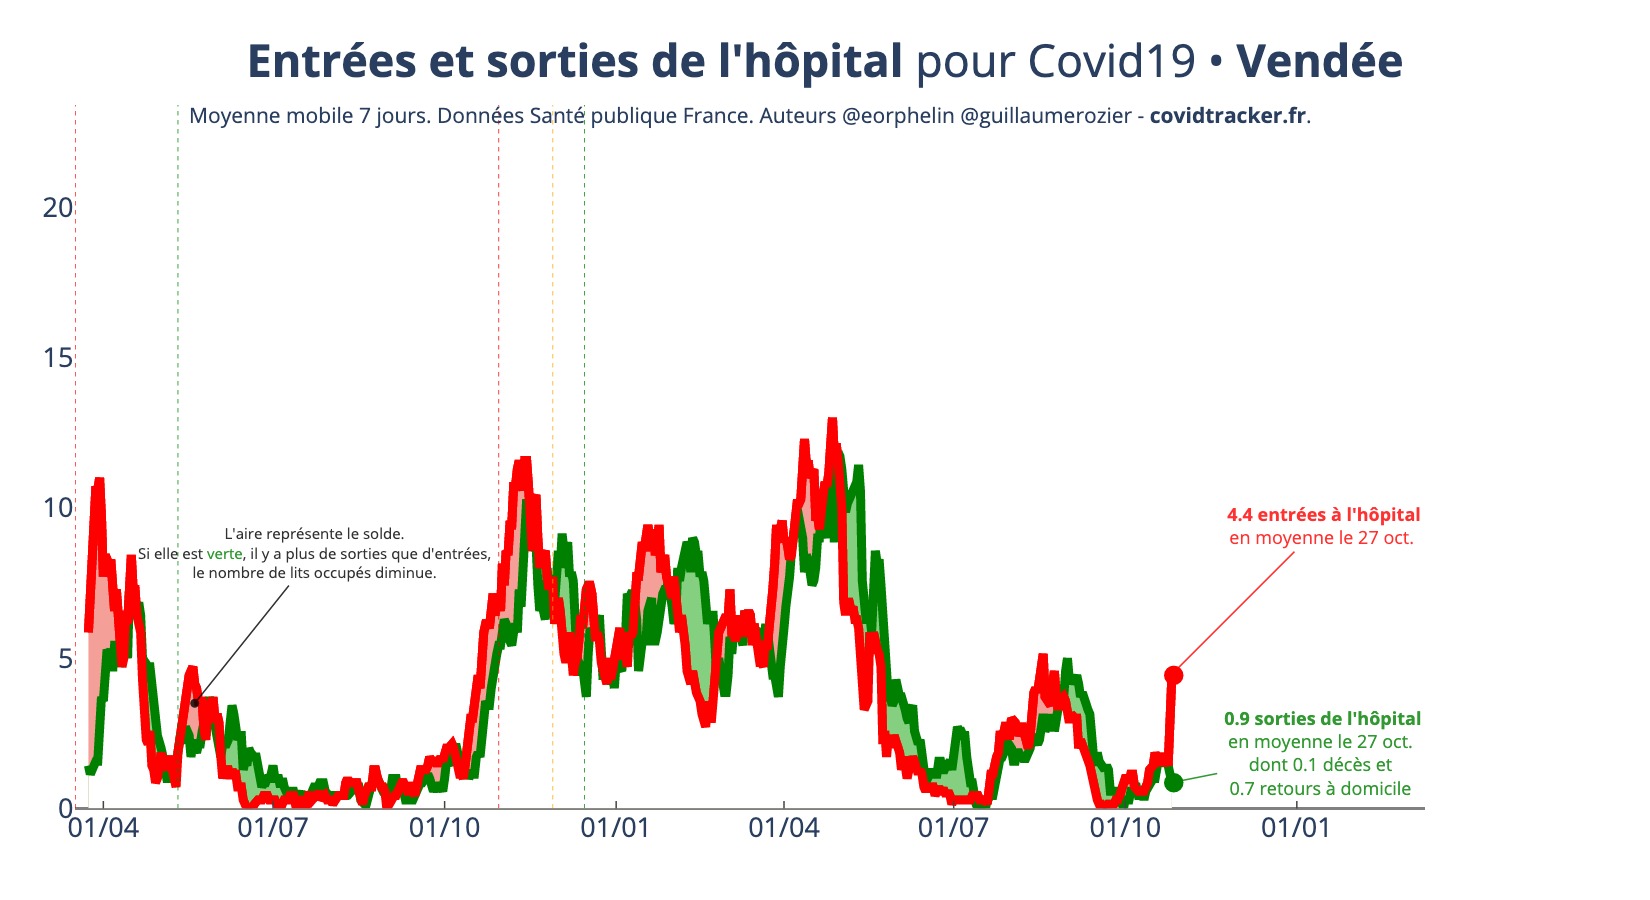 Entrées et sorties de l'hôpital pour Covid19 • Vendée
Moyenne mobile 7 jours. Données Santé publique France. Auteurs @eorphelin @guillaumerozier - covidtracker.fr.
20
15
10
5
0
L'aire représente le solde.
Si elle est verte, il y a plus de sorties que d'entrées,
le nombre de lits occupés diminue.
4.4 entrées à l'hôpital
en moyenne le 27 oct.
0.9 sorties de l'hôpital
en moyenne le 27 oct.
dont 0.1 décès et
0.7 retours à domicile
01/04 01/07 01/10 01/01 01/04 01/07 01/10 01/01